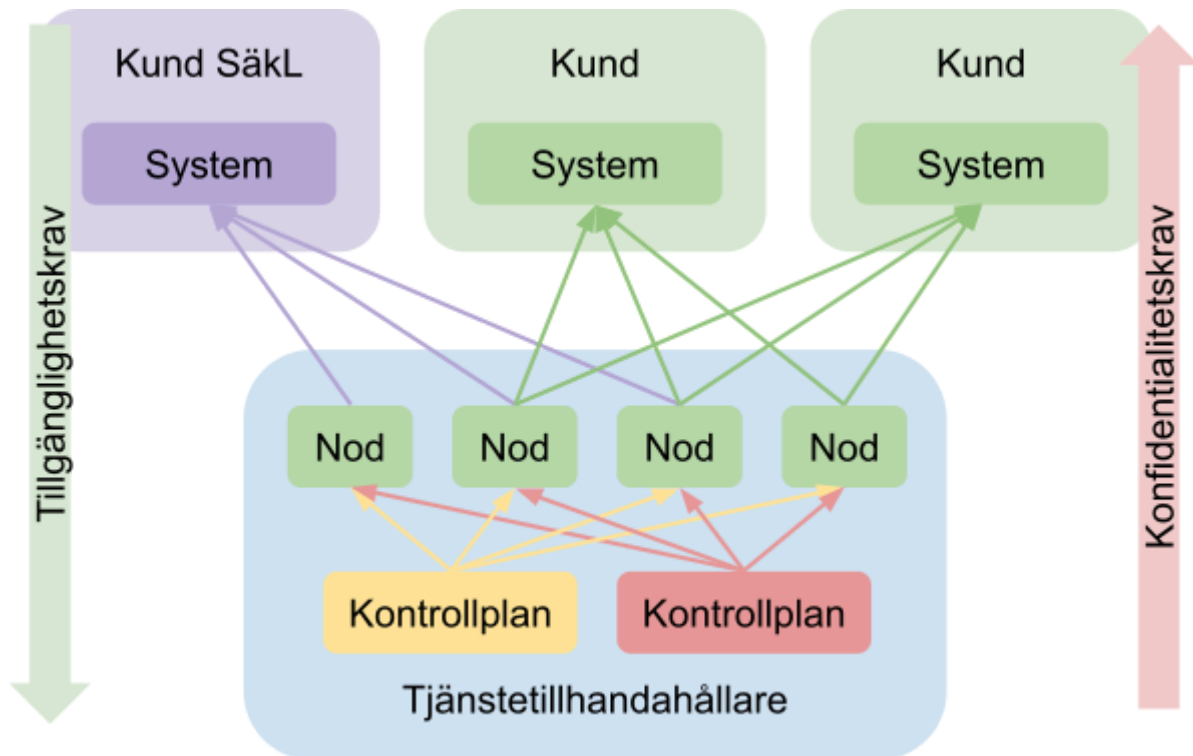 Kund SäkL
Kund
Kund
System
System
System
Tillgänglighetskrav
Konfidentialitetskrav
Nod
Nod
Nod
Nod
Kontrollplan
Kontrollplan
Tjänstetillhandahållare